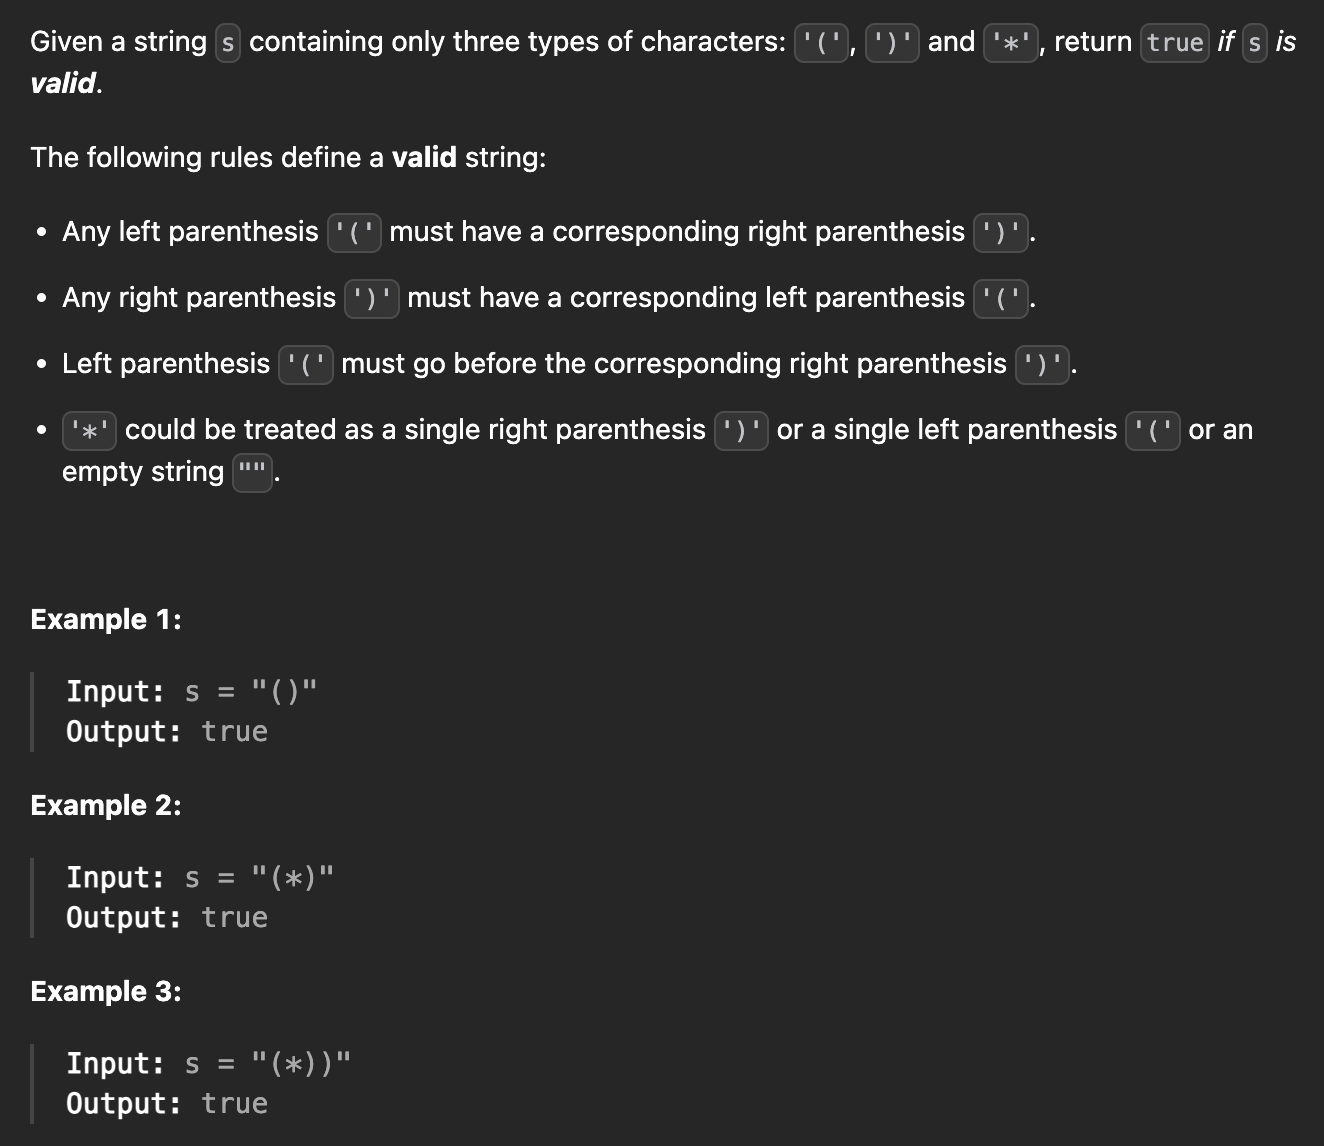 Given a string s containing only three types of characters: '(', ')' and '*', return true if s is
valid.
The following rules define a valid string:
• Any left parenthesis '(' must have a corresponding right parenthesis ')'.
• Any right parenthesis ')' must have a corresponding left parenthesis '('.
• Left parenthesis '(' must go before the corresponding right parenthesis ')'.
• '*' could be treated as a single right parenthesis ')' or a single left parenthesis '(' or an
empty string "".
Example 1:
Input: s = "()"
Output: true
Example 2:
Input: s = "(*)"
Output: true
Example 3:
Input: s = "(*))"
Output: true